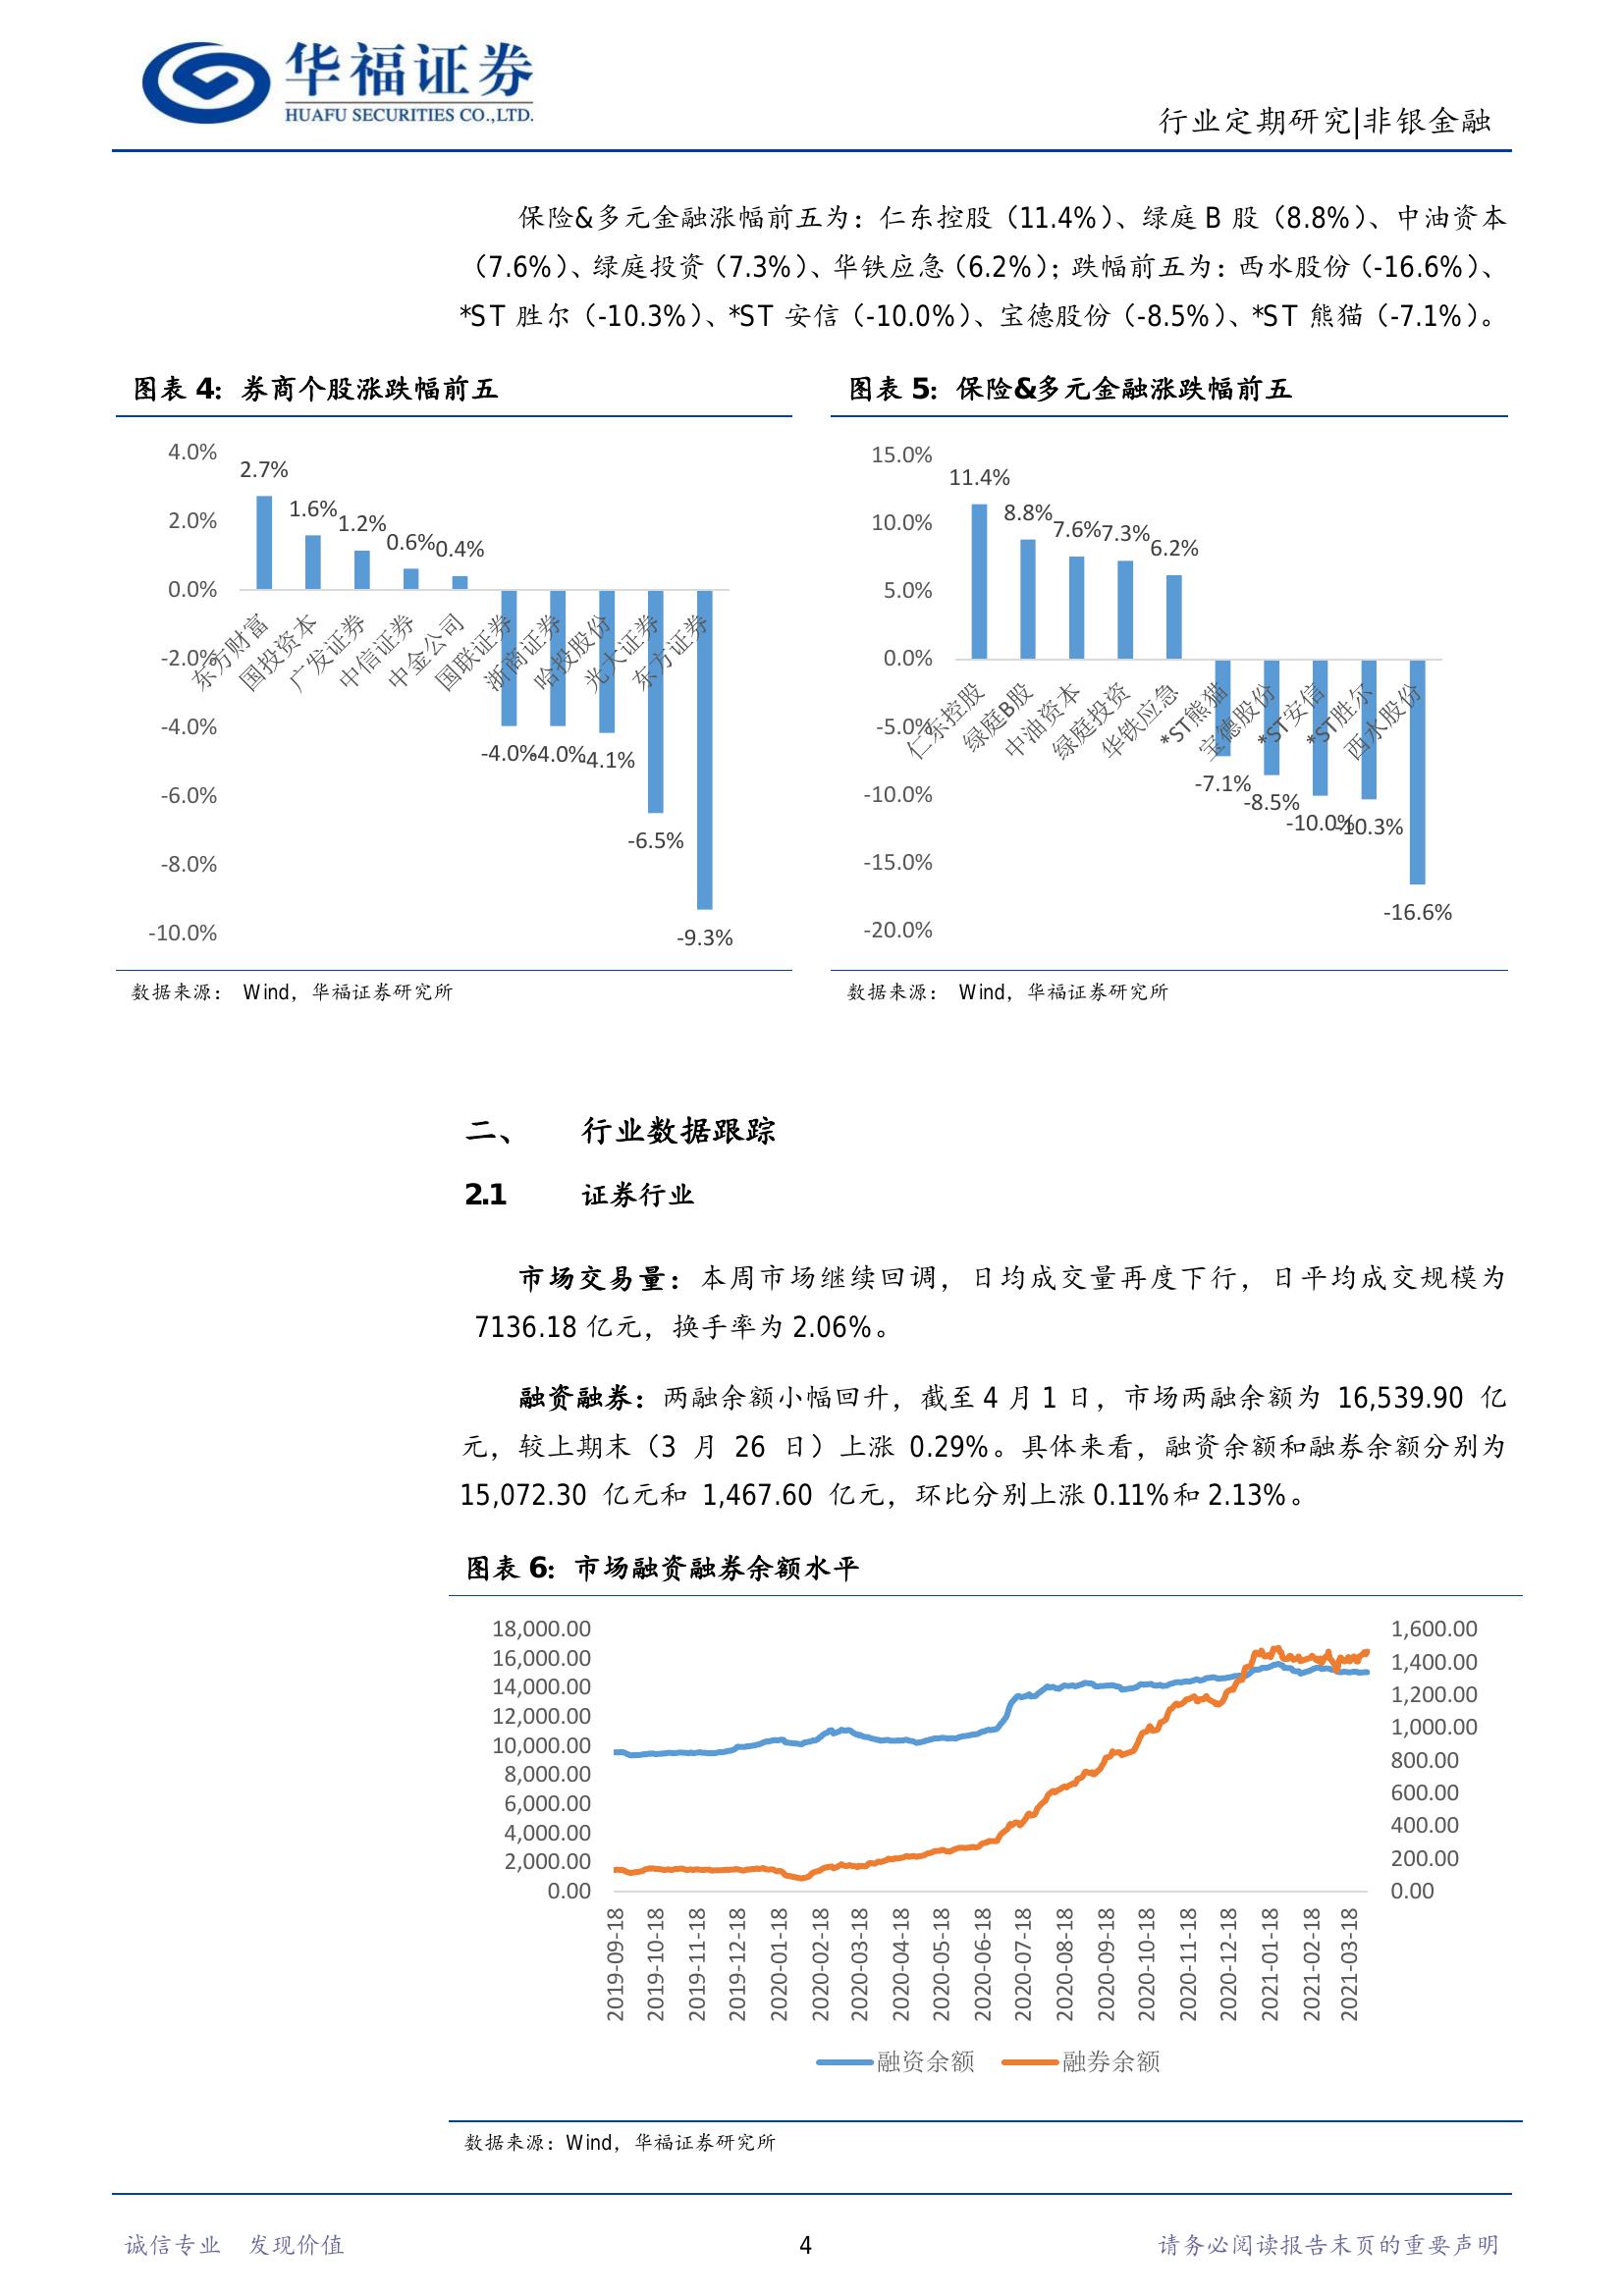 华福证券
HUAFU SECURITIES CO.,LTD.
行业定期研究|非银金融
保险&多元金融涨幅前五为：仁东控股（11.4%）、绿庭 B 股（8.8%）、中油资本
（7.6%）、绿庭投资（7.3%）、华铁应急（6.2%）；跌幅前五为：西水股份（-16.6%）、
*ST 胜尔（-10.3%）、*ST 安信（-10.0%）、宝德股份（-8.5%）、*ST 熊猫（-7.1%）。
图表 4：券商个股涨跌幅前五
4.0%
2.0%
0.0%
-2.0%
-4.0%
-6.0%
-8.0%
-10.0%
2.7%
1.6%
1.2%
0.6%
0.4%
-4.0%
-4.0%
-4.1%
-6.5%
-9.3%
东方财富
国投资本
广发证券
中信证券
中金公司
国联证券
浙商证券
哈投股份
光大证券
东方证券
数据来源： Wind，华福证券研究所
图表 5：保险&多元金融涨跌幅前五
15.0%
10.0%
5.0%
0.0%
-5.0%
-10.0%
-15.0%
-20.0%
11.4%
8.8%
7.6%
7.3%
6.2%
-7.1%
-8.5%
-10.0%
-10.3%
-16.6%
仁东控股
绿庭B股
中油资本
绿庭投资
华铁应急
*ST熊猫
宝德股份
*ST安信
*ST胜尔
西水股份
数据来源： Wind，华福证券研究所
二、 行业数据跟踪
2.1 证券行业
市场交易量：本周市场继续回调，日均成交量再度下行，日平均成交规模为
7136.18 亿元，换手率为 2.06%。
融资融券：两融余额小幅回升，截至 4 月 1 日，市场两融余额为 16,539.90 亿
元，较上期末（3 月 26 日）上涨 0.29%。具体来看，融资余额和融券余额分别为
15,072.30 亿元和 1,467.60 亿元，环比分别上涨 0.11%和 2.13%。
图表 6：市场融资融券余额水平
18,000.00
16,000.00
14,000.00
12,000.00
10,000.00
8,000.00
6,000.00
4,000.00
2,000.00
0.00
1,600.00
1,400.00
1,200.00
1,000.00
800.00
600.00
400.00
200.00
0.00
2019-09-18
2019-10-18
2019-11-18
2019-12-18
2020-01-18
2020-02-18
2020-03-18
2020-04-18
2020-05-18
2020-06-18
2020-07-18
2020-08-18
2020-09-18
2020-10-18
2020-11-18
2020-12-18
2021-01-18
2021-02-18
2021-03-18
融资余额 融券余额
数据来源：Wind，华福证券研究所
诚信专业 发现价值 4 请务必阅读报告末页的重要声明